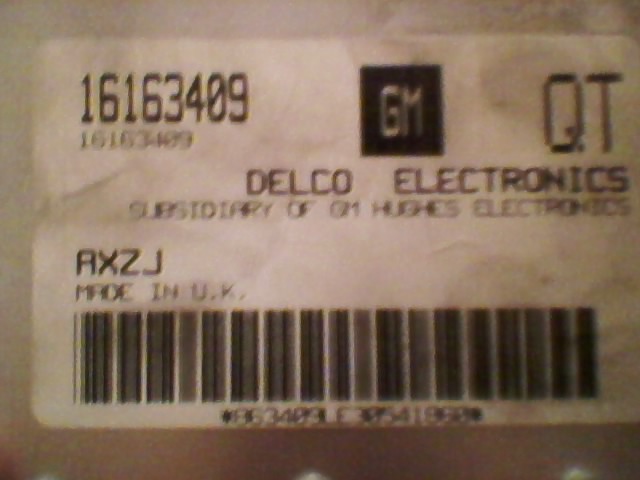 16163409 GM QT
16163409
DELCO ELECTRONICS
SUBSIDIARY OF GM HUGHES ELECTRONICS
AXZJ
MADE IN U.K.